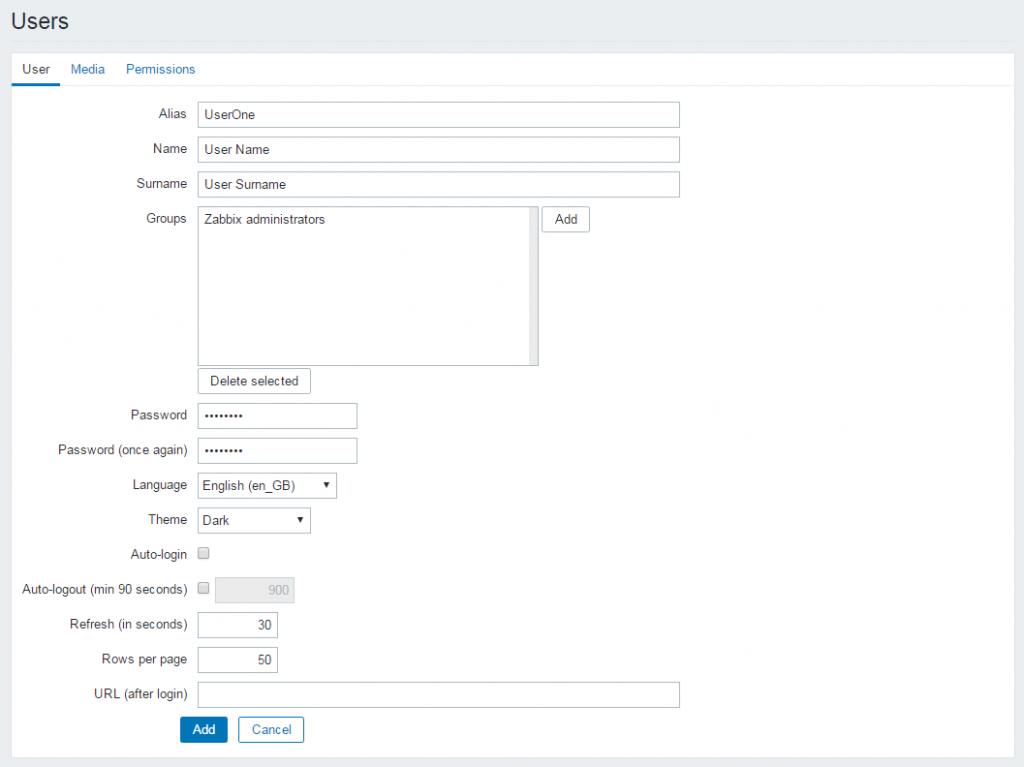 Users
User Media Permissions
Alias UserOne
Name User Name
Surname User Surname
Groups Zabbix administrators Add
Delete selected
Password ••••••••
Password (once again) ••••••••
Language English (en_GB)
Theme Dark
Auto-login
Auto-logout (min 90 seconds) 900
Refresh (in seconds) 30
Rows per page 50
URL (after login)
Add Cancel